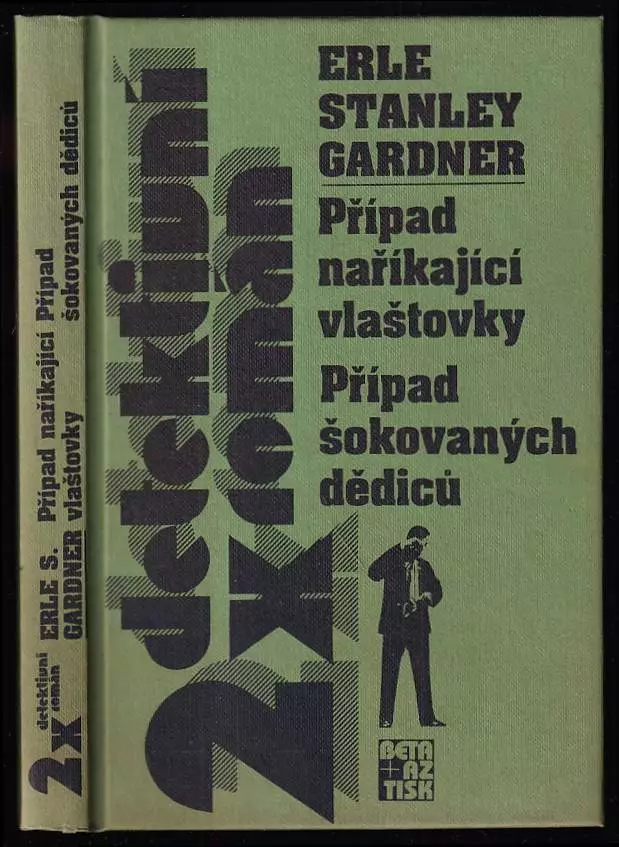 ERLE
STANLEY
GARDNER
Případ
naříkající
vlaštovky
Případ
šokovaných
dědiců
2x detektivní
román
BETA
+AZ
TISK
2x detektivní
román
ERLE S.
GARDNER
Případ naříkající
vlaštovky
Případ
šokovaných dědiců